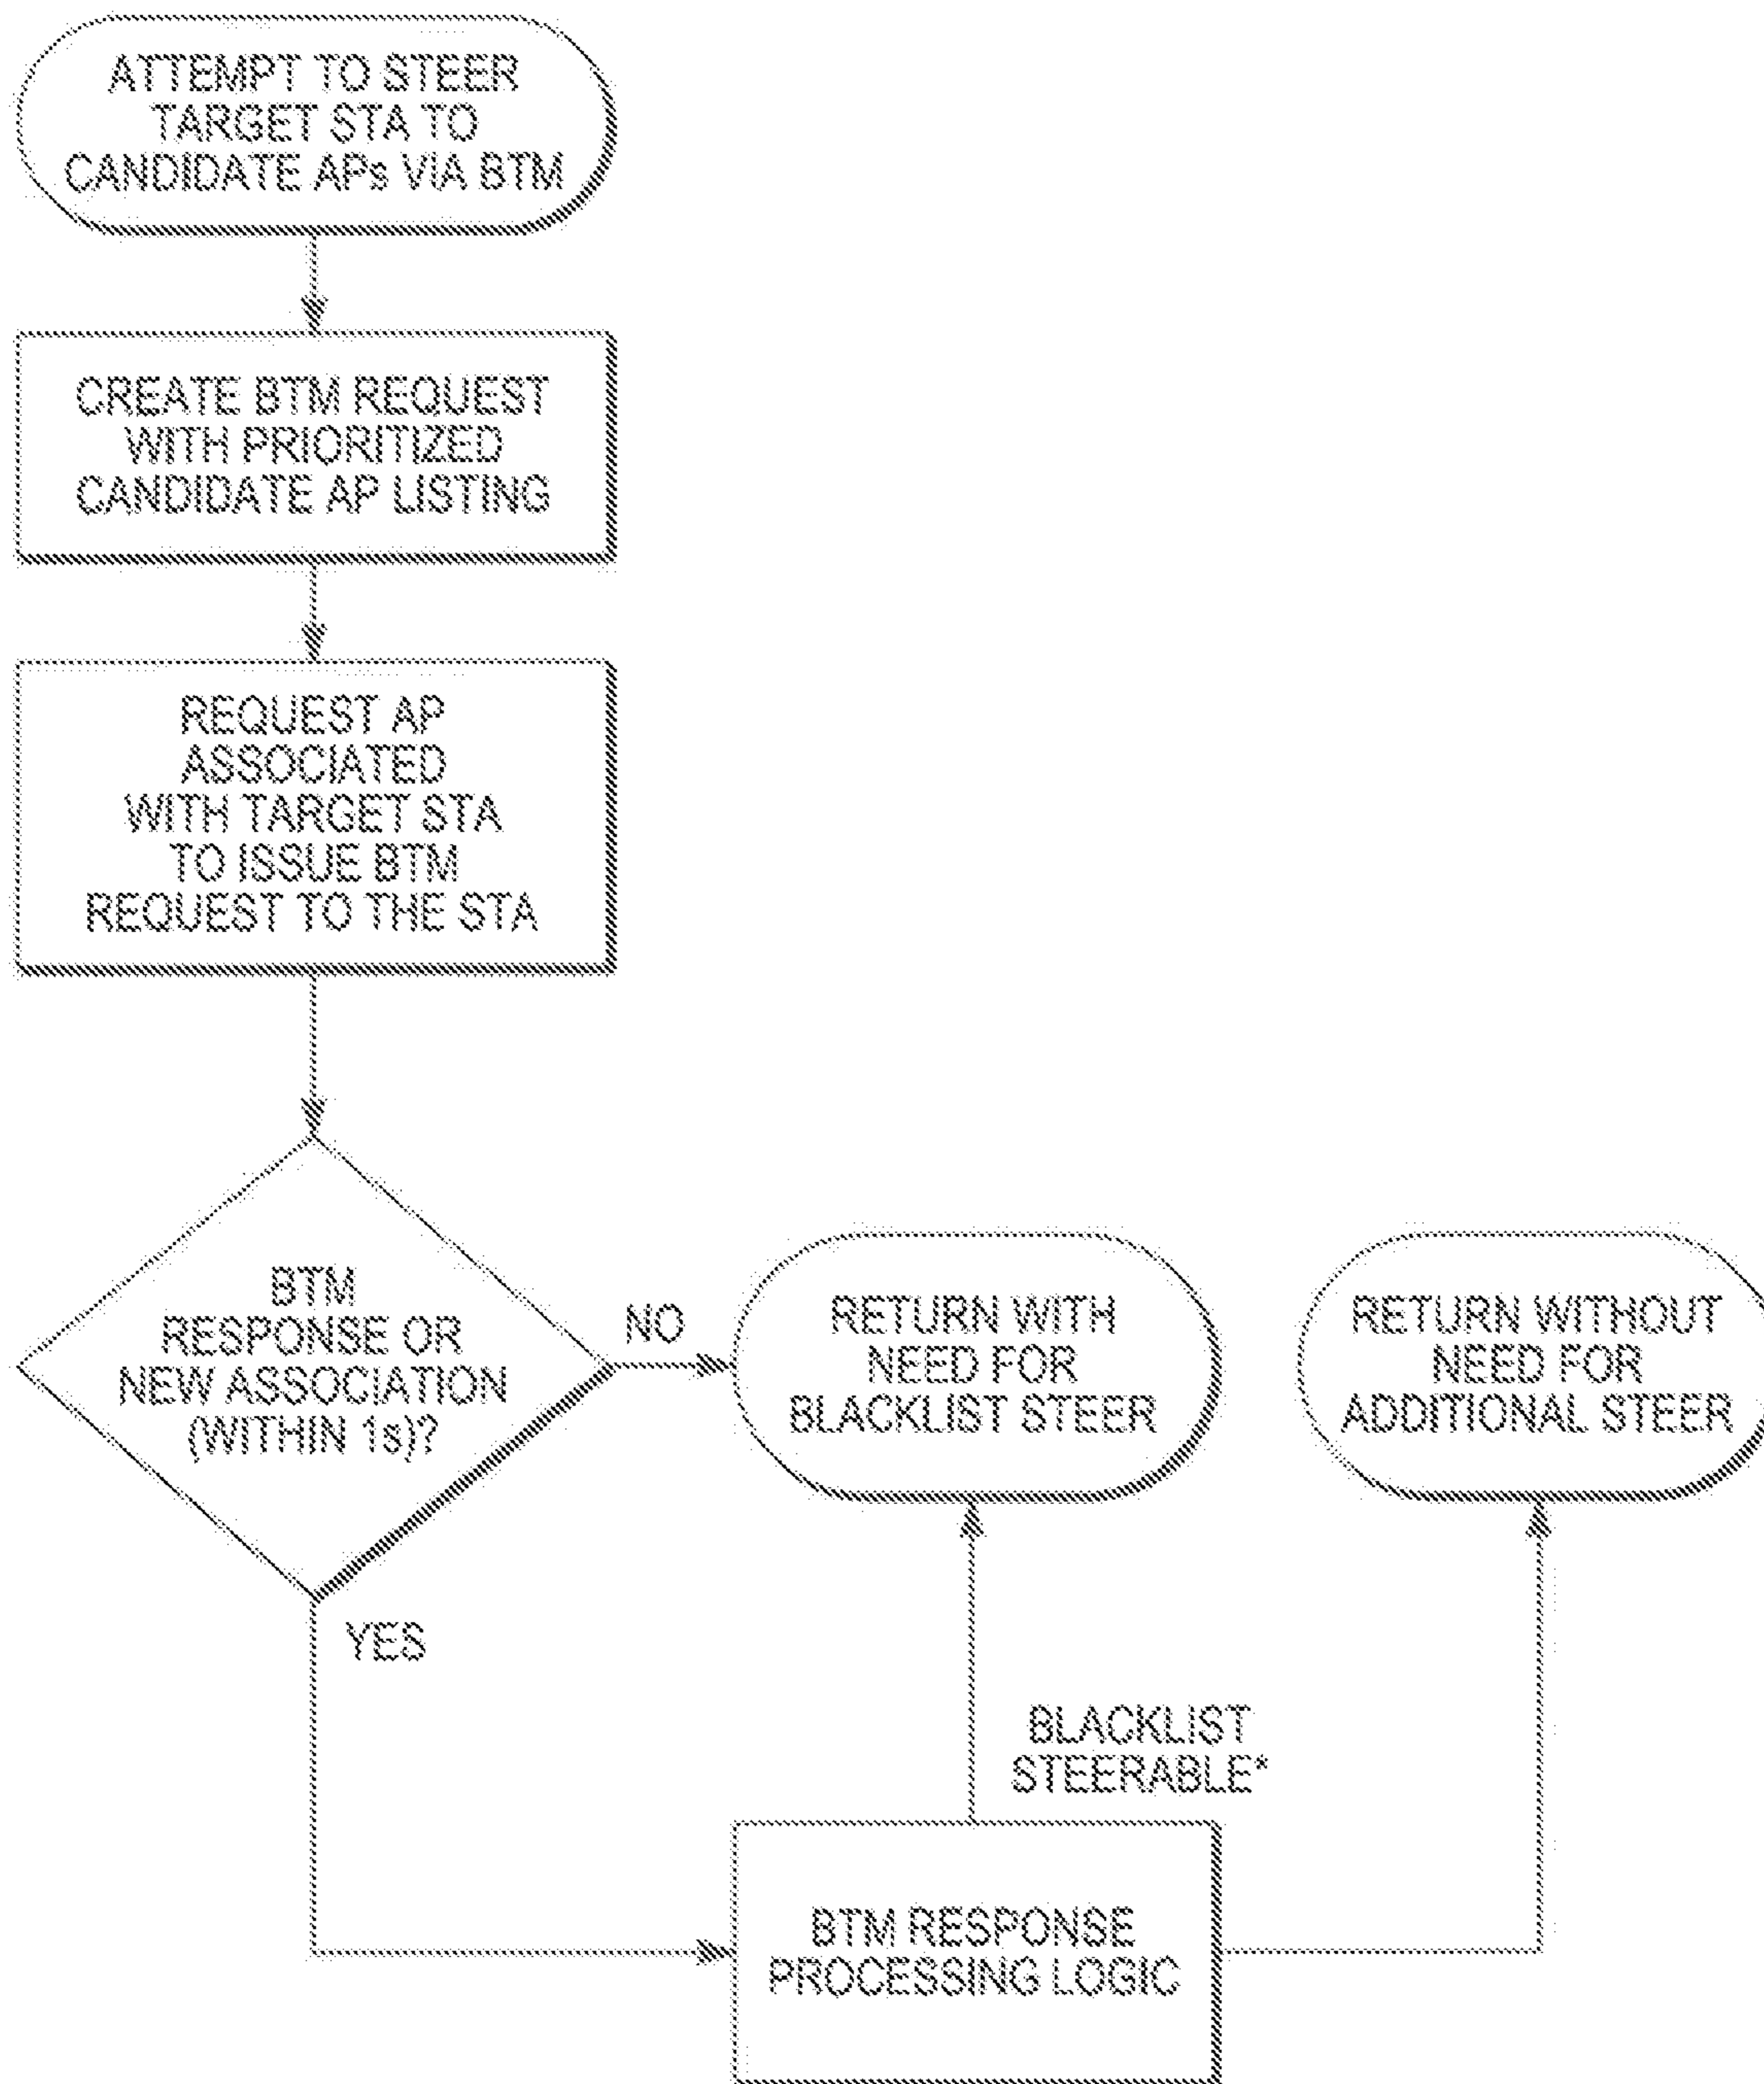 ATTEMPT TO STEER
TARGET STA TO
CANDIDATE APs VIA BTM
CREATE BTM REQUEST
WITH PRIORITIZED
CANDIDATE AP LISTING
REQUEST AP
ASSOCIATED
WITH TARGET STA
TO ISSUE BTM
REQUEST TO THE STA
BTM
RESPONSE OR
NEW ASSOCIATION
(WITHIN 1s)?
NO
RETURN WITH
NEED FOR
BLACKLIST STEER
RETURN WITHOUT
NEED FOR
ADDITIONAL STEER
YES
BLACKLIST
STEERABLE*
BTM RESPONSE
PROCESSING LOGIC